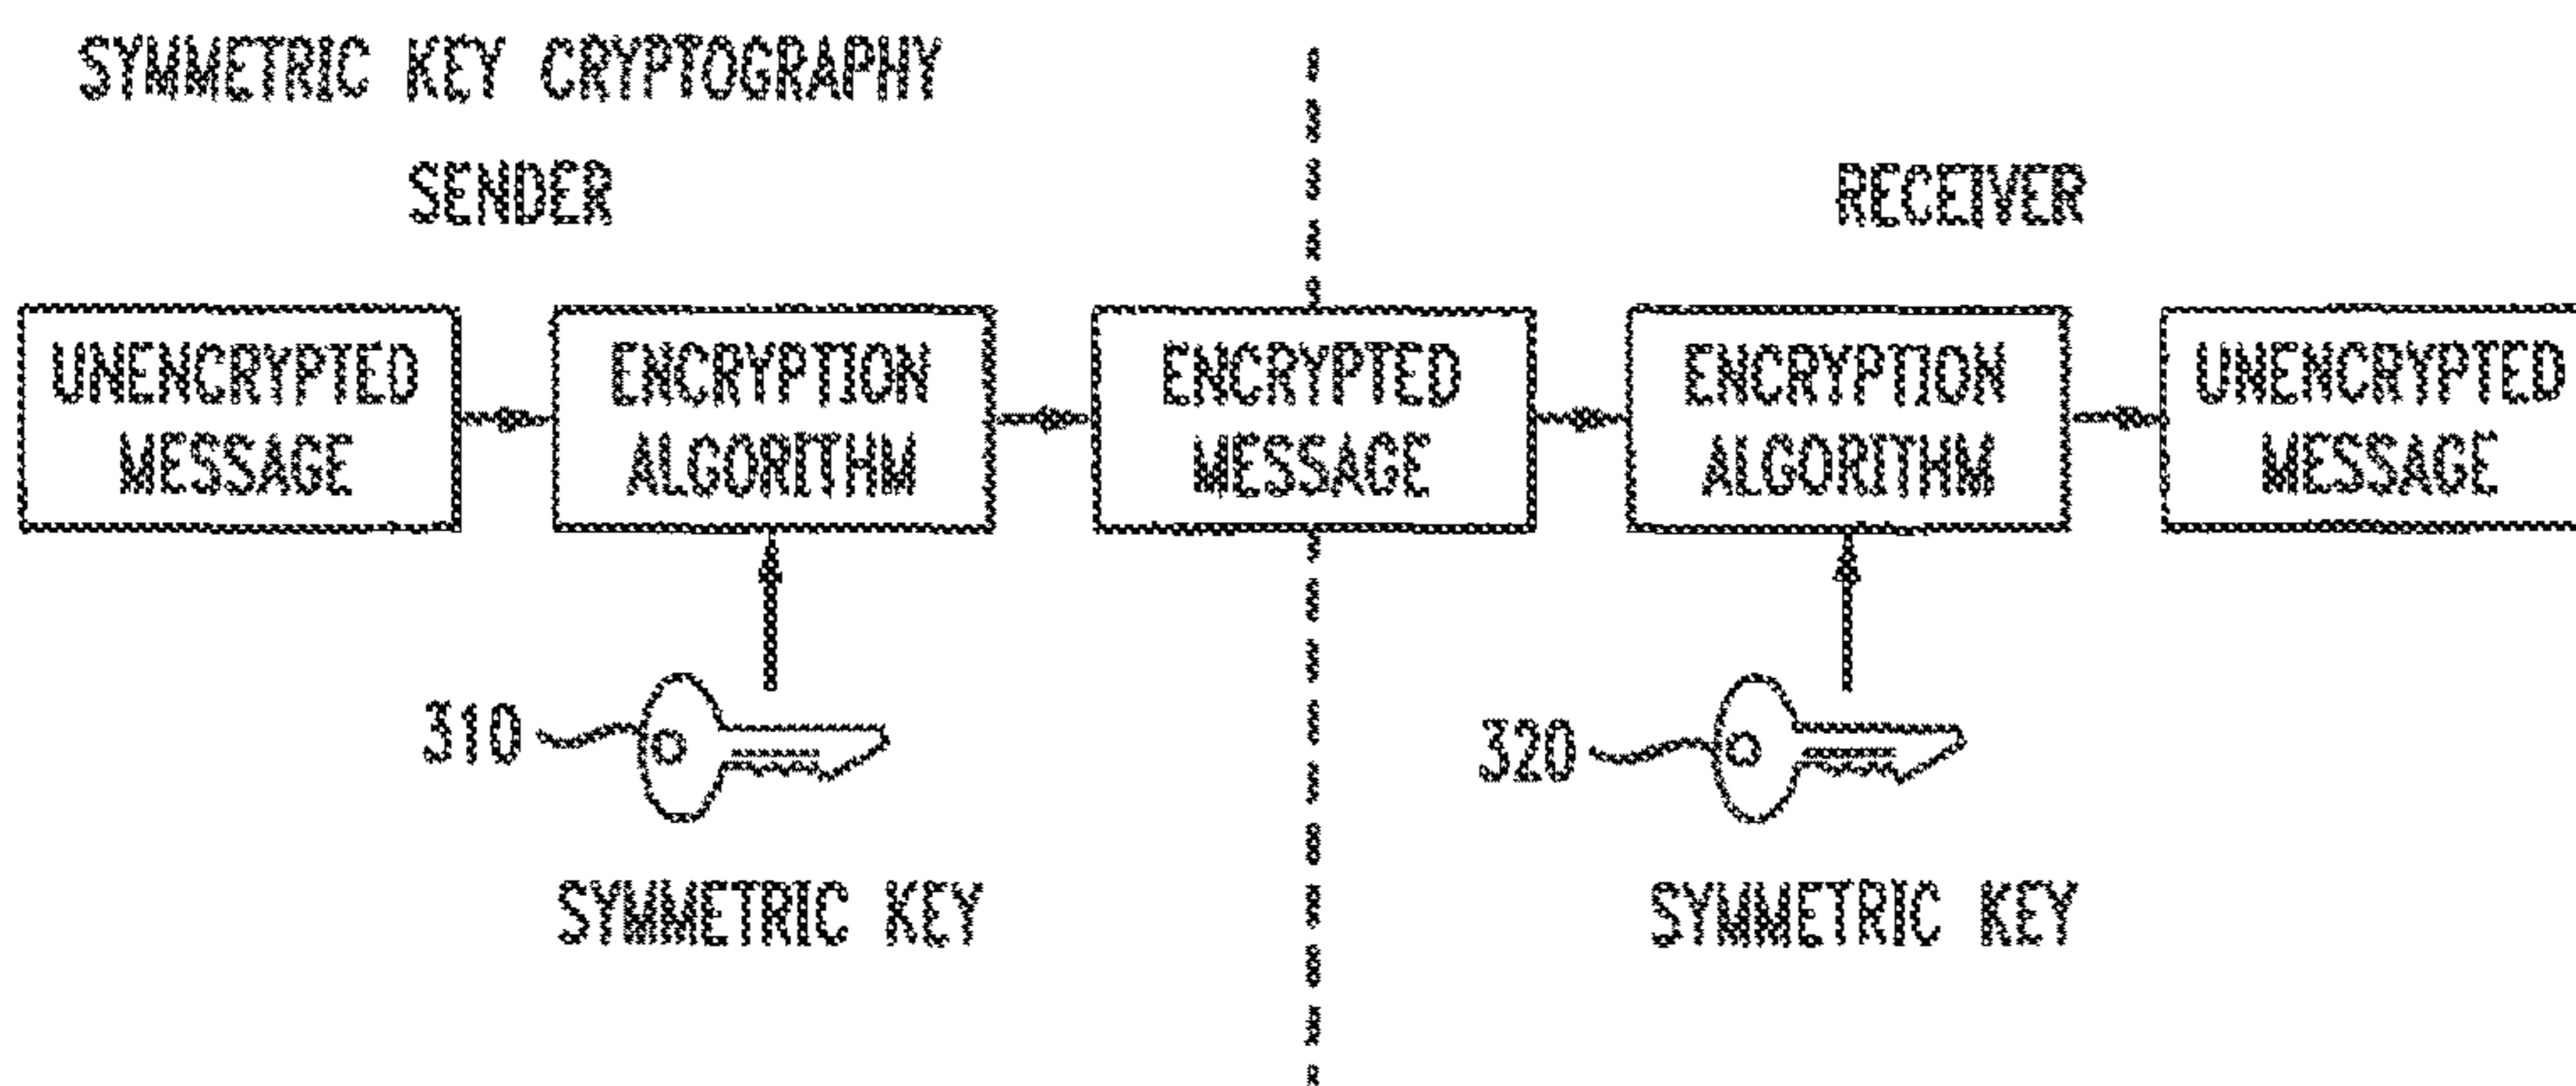 SYMMETRIC KEY CRYPTOGRAPHY
SENDER
RECEIVER
UNENCRYPTED
MESSAGE
ENCRYPTION
ALGORITHM
ENCRYPTED
MESSAGE
ENCRYPTION
ALGORITHM
UNENCRYPTED
MESSAGE
310
SYMMETRIC KEY
320
SYMMETRIC KEY